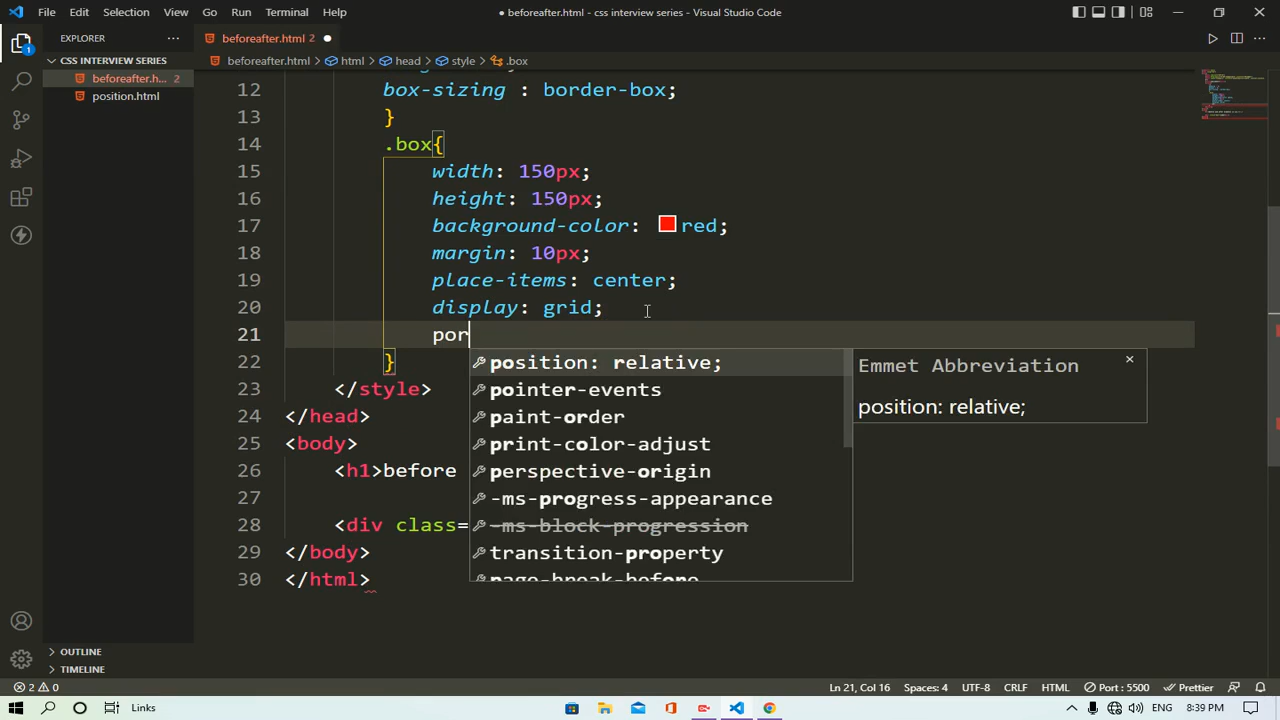 File Edit Selection View Go Run Terminal Help
● beforeafter.html - css interview series - Visual Studio Code
EXPLORER
beforeafter.html 2 ●
CSS INTERVIEW SERIES
beforeafter.html > html > head > style > .box
beforeafter.h... 2
position.html
12 box-sizing : border-box;
13 }
14 .box{
15 width: 150px;
16 height: 150px;
17 background-color: red;
18 margin: 10px;
19 place-items: center;
20 display: grid;
21 por
22 }
23 </style>
24 </head>
25 <body>
26 <h1>before
27
28 <div class=
29 </body>
30 </html>
position: relative;
pointer-events
paint-order
print-color-adjust
perspective-origin
-ms-progress-appearance
-ms-block-progression
transition-property
page-break-before
Emmet Abbreviation
position: relative;
OUTLINE
TIMELINE
2 0
Ln 21, Col 16 Spaces: 4 UTF-8 CRLF HTML Port : 5500 Prettier
Links
ENG 8:39 PM
1